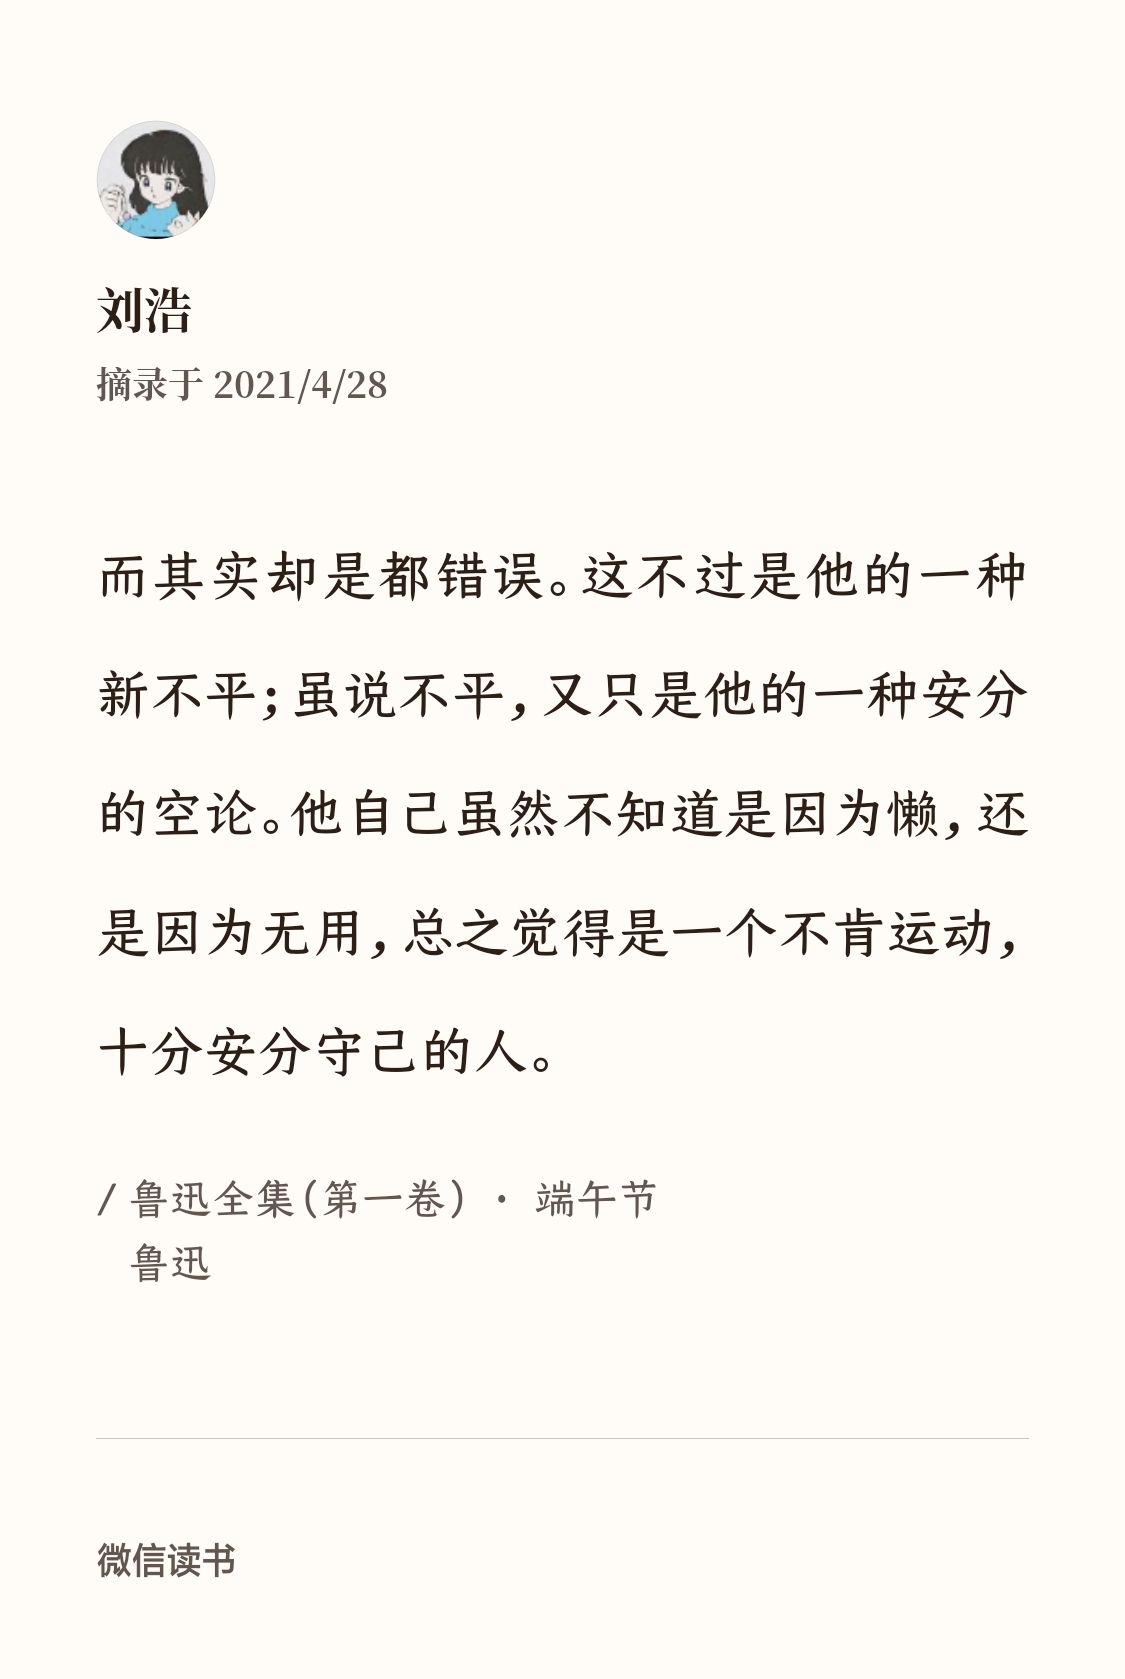 刘浩
摘录于 2021/4/28
而其实却是都错误。这不过是他的一种
新不平；虽说不平，又只是他的一种安分
的空论。他自己虽然不知道是因为懒，还
是因为无用，总之觉得是一个不肯运动，
十分安分守己的人。
/ 鲁迅全集（第一卷） · 端午节
鲁迅
微信读书